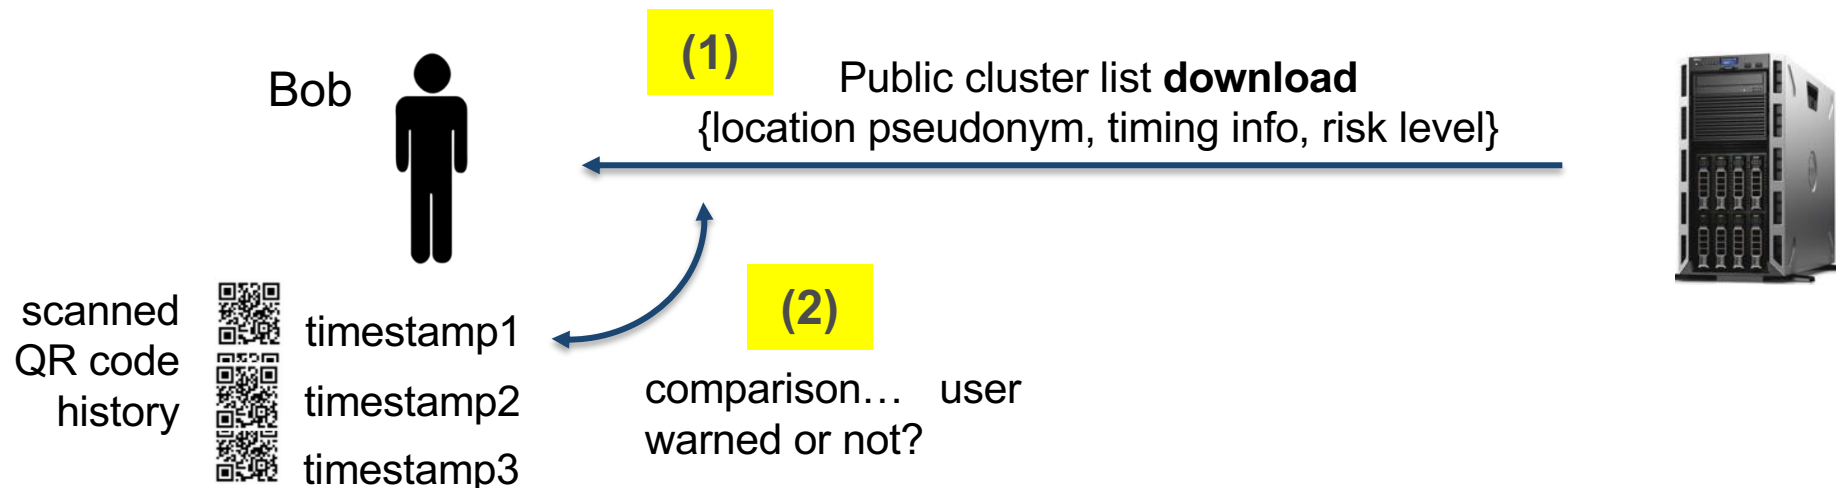 Bob
(1)
Public cluster list download
{location pseudonym, timing info, risk level}
scanned
QR code
history
timestamp1
timestamp2
timestamp3
(2)
comparison… user
warned or not?